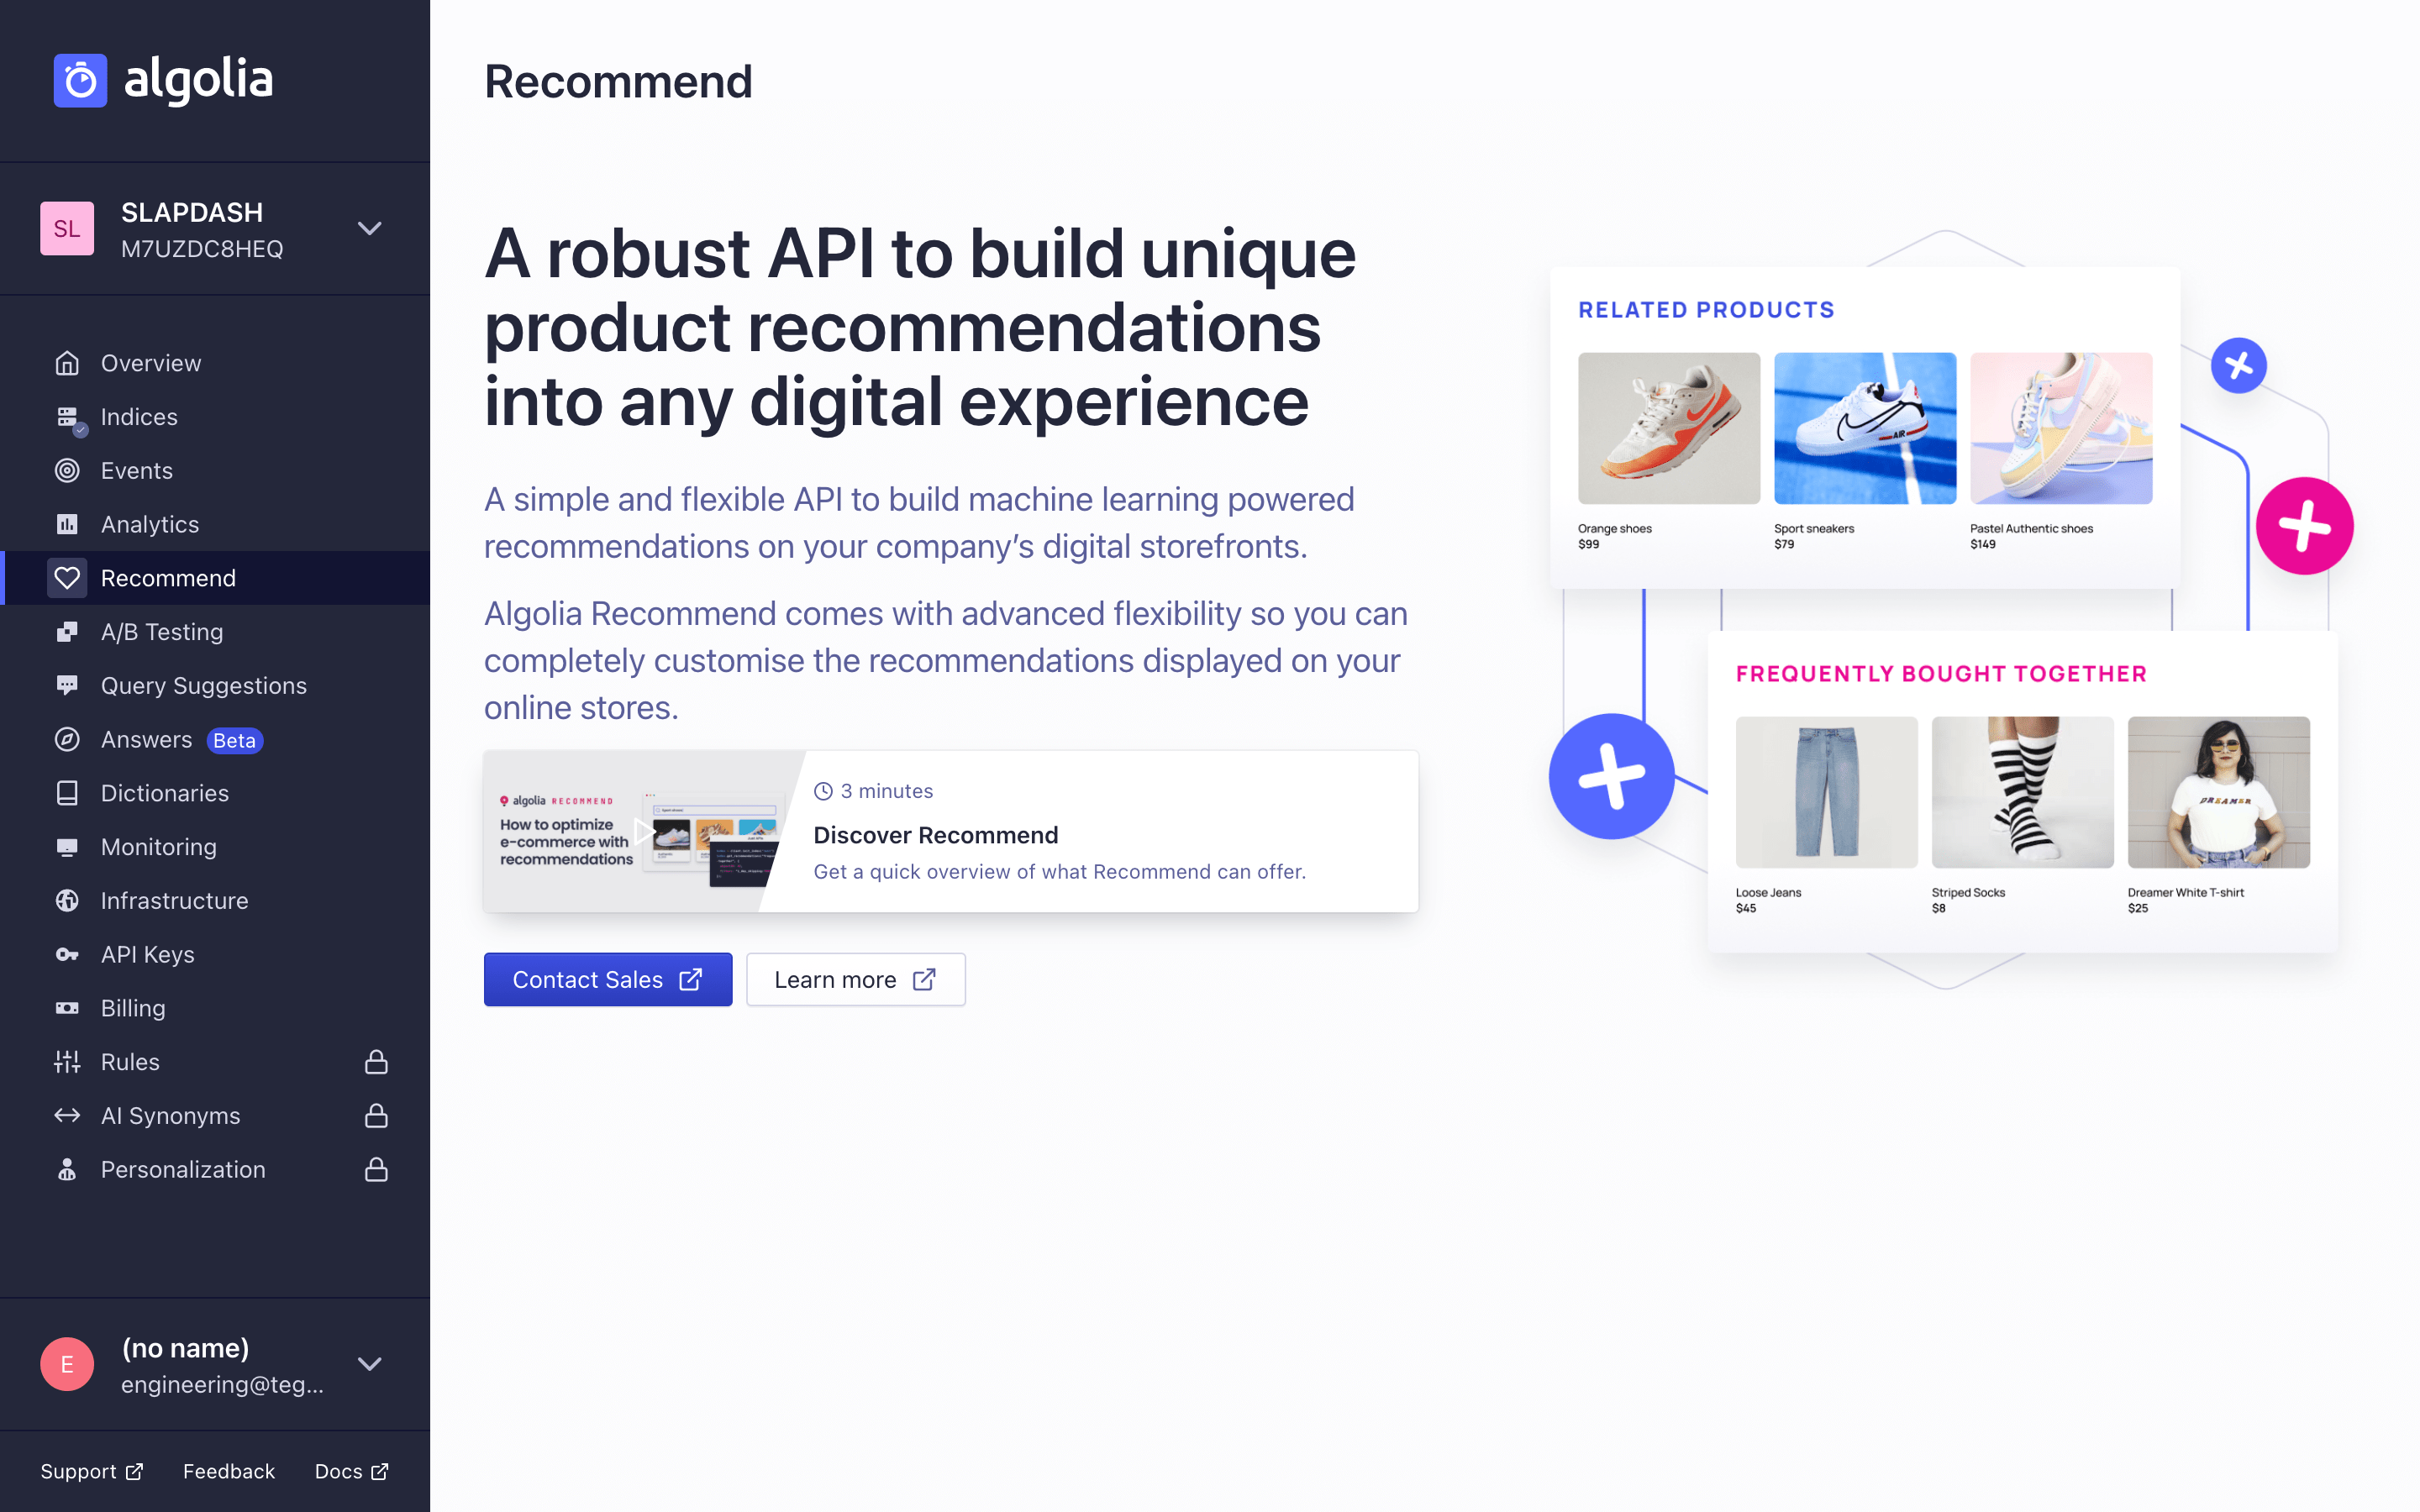 algolia
SL
SLAPDASH
M7UZDC8HEQ
Overview
Indices
Events
Analytics
Recommend
A/B Testing
Query Suggestions
Answers Beta
Dictionaries
Monitoring
Infrastructure
API Keys
Billing
Rules
AI Synonyms
Personalization
E
(no name)
engineering@teg...
Support
Feedback
Docs
Recommend
A robust API to build unique
product recommendations
into any digital experience
A simple and flexible API to build machine learning powered
recommendations on your company’s digital storefronts.
Algolia Recommend comes with advanced flexibility so you can
completely customise the recommendations displayed on your
online stores.
algolia RECOMMEND
How to optimize
e-commerce with
recommendations
3 minutes
Discover Recommend
Get a quick overview of what Recommend can offer.
Contact Sales
Learn more
RELATED PRODUCTS
AIR
Orange shoes
$99
Sport sneakers
$79
Pastel Authentic shoes
$149
FREQUENTLY BOUGHT TOGETHER
DREAMER
Loose Jeans
$45
Striped Socks
$8
Dreamer White T-shirt
$25